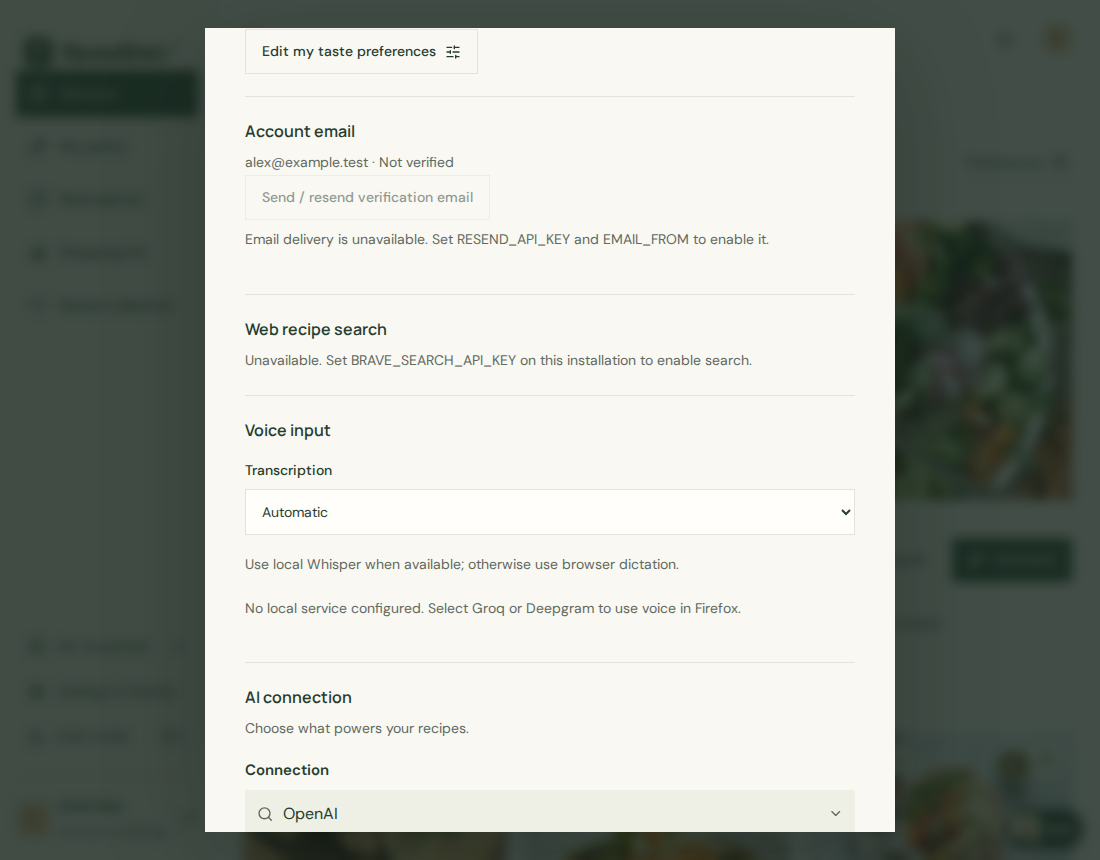 Edit my taste preferences
Account email
alex@example.test · Not verified
Send / resend verification email
Email delivery is unavailable. Set RESEND_API_KEY and EMAIL_FROM to enable it.
Web recipe search
Unavailable. Set BRAVE_SEARCH_API_KEY on this installation to enable search.
Voice input
Transcription
Automatic
Use local Whisper when available; otherwise use browser dictation.
No local service configured. Select Groq or Deepgram to use voice in Firefox.
AI connection
Choose what powers your recipes.
Connection
OpenAI